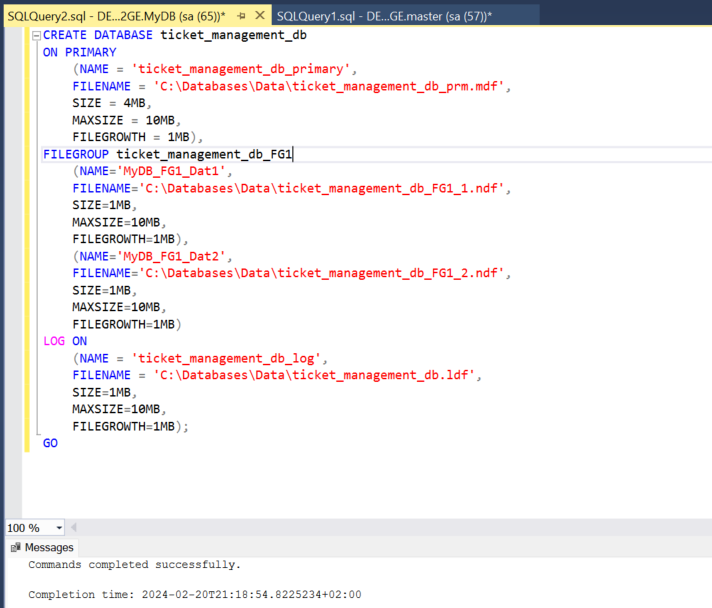 SQLQuery2.sql - DE...2GE.MyDB (sa (65))* SQLQuery1.sql - DE...GE.master (sa (57))*
CREATE DATABASE ticket_management_db
ON PRIMARY
(NAME = 'ticket_management_db_primary',
FILENAME = 'C:\Databases\Data\ticket_management_db_prm.mdf',
SIZE = 4MB,
MAXSIZE = 10MB,
FILEGROWTH = 1MB),
FILEGROUP ticket_management_db_FG1
(NAME='MyDB_FG1_Dat1',
FILENAME='C:\Databases\Data\ticket_management_db_FG1_1.ndf',
SIZE=1MB,
MAXSIZE=10MB,
FILEGROWTH=1MB),
(NAME='MyDB_FG1_Dat2',
FILENAME='C:\Databases\Data\ticket_management_db_FG1_2.ndf',
SIZE=1MB,
MAXSIZE=10MB,
FILEGROWTH=1MB)
LOG ON
(NAME = 'ticket_management_db_log',
FILENAME = 'C:\Databases\Data\ticket_management_db.ldf',
SIZE=1MB,
MAXSIZE=10MB,
FILEGROWTH=1MB);
GO
100 %
Messages
Commands completed successfully.
Completion time: 2024-02-20T21:18:54.8225234+02:00